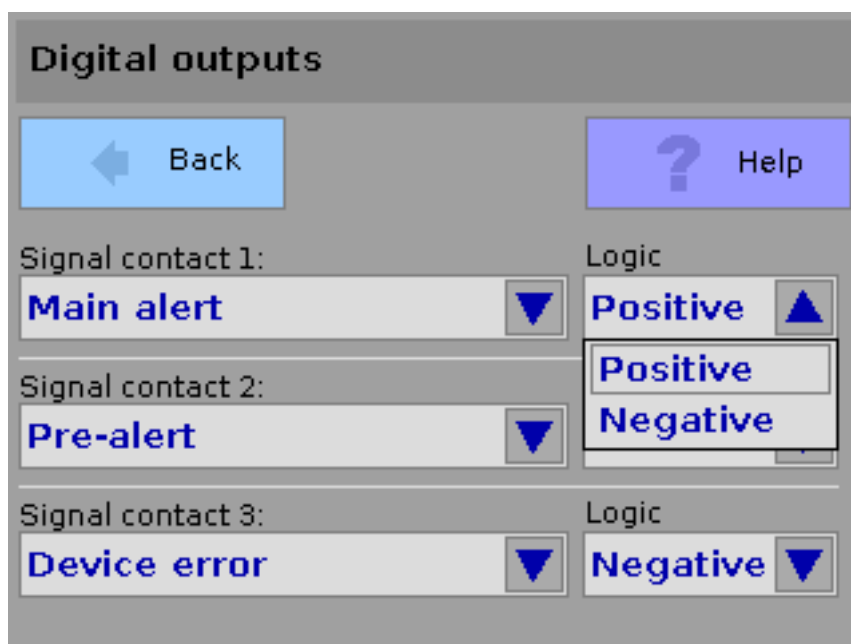 Digital outputs
Back
Help
Signal contact 1:
Logic
Main alert
Positive
Positive
Negative
Signal contact 2:
Pre-alert
Signal contact 3:
Logic
Device error
Negative